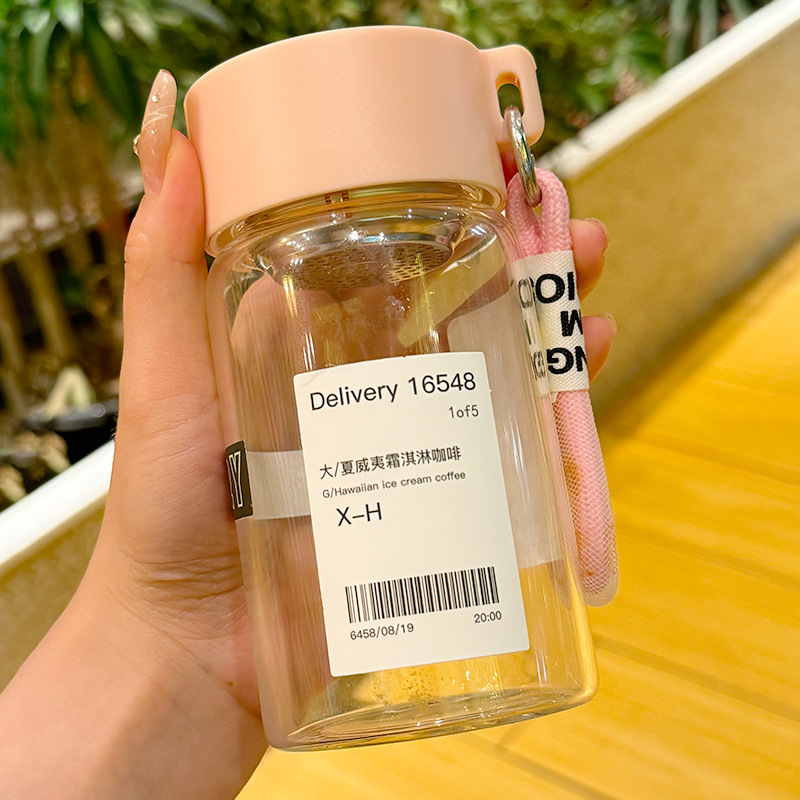 Delivery 16548
1of5
大/夏威夷霜淇淋咖啡
G/Hawaiian ice cream coffee
X-H
6458/08/19 20:00